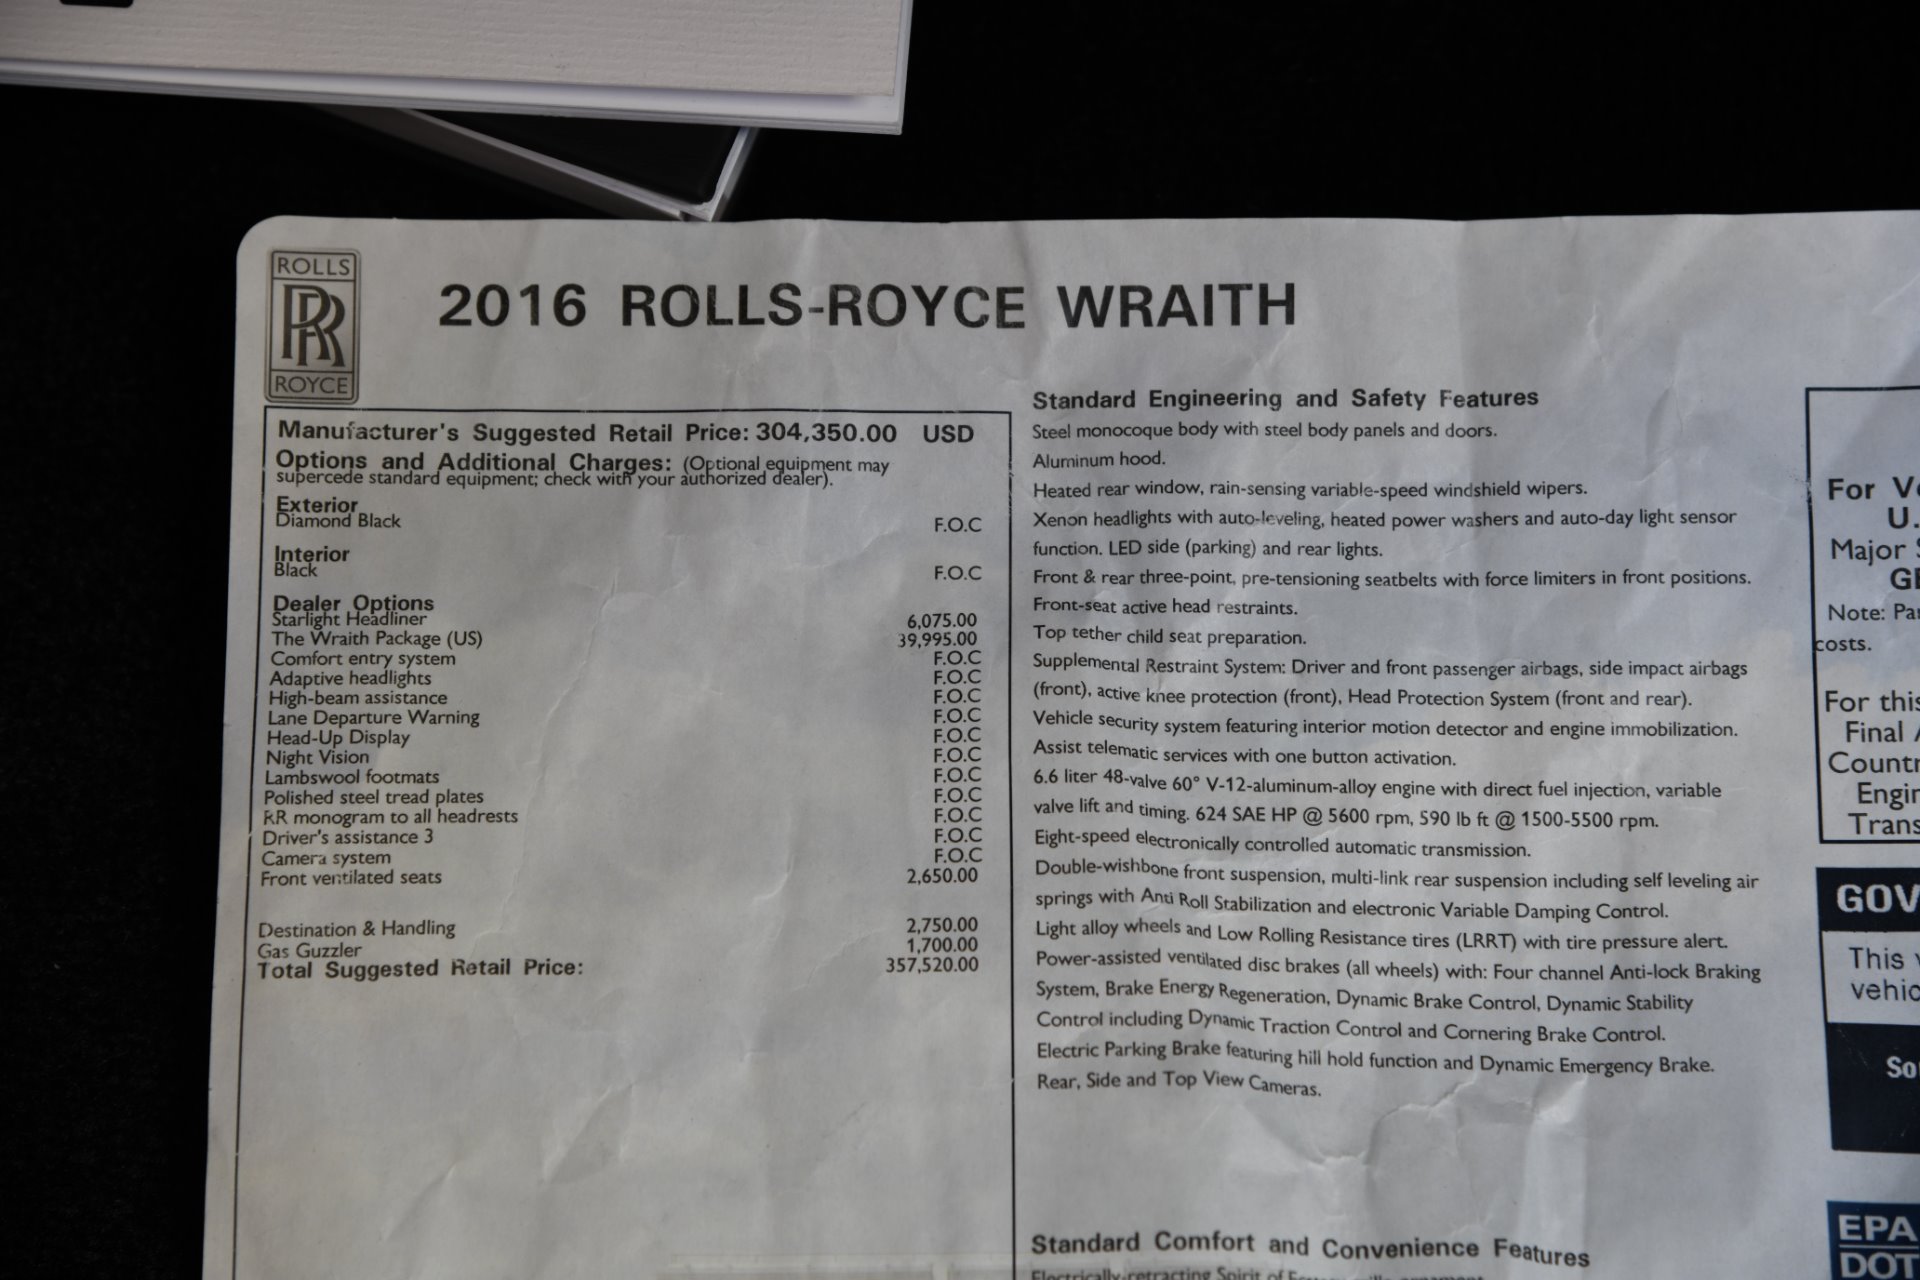 ROLLS
RR
ROYCE
2016 ROLLS-ROYCE WRAITH
Manufacturer's Suggested Retail Price: 304,350.00 USD
Options and Additional Charges: (Optional equipment may
supercede standard equipment; check with your authorized dealer).
Exterior
Diamond Black F.O.C
Interior
Black F.O.C
Dealer Options
Starlight Headliner 6,075.00
The Wraith Package (US) 39,995.00
Comfort entry system F.O.C
Adaptive headlights F.O.C
High-beam assistance F.O.C
Lane Departure Warning F.O.C
Head-Up Display F.O.C
Night Vision F.O.C
Lambswool footmats F.O.C
Polished steel tread plates F.O.C
RR monogram to all headrests F.O.C
Driver's assistance 3 F.O.C
Camera system F.O.C
Front ventilated seats 2,650.00
Destination & Handling 2,750.00
Gas Guzzler 1,700.00
Total Suggested Retail Price: 357,520.00
Standard Engineering and Safety Features
Steel monocoque body with steel body panels and doors.
Aluminum hood.
Heated rear window, rain-sensing variable-speed windshield wipers.
Xenon headlights with auto-leveling, heated power washers and auto-day light sensor
function. LED side (parking) and rear lights.
Front & rear three-point, pre-tensioning seatbelts with force limiters in front positions.
Front-seat active head restraints.
Top tether child seat preparation.
Supplemental Restraint System: Driver and front passenger airbags, side impact airbags
(front), active knee protection (front), Head Protection System (front and rear).
Vehicle security system featuring interior motion detector and engine immobilization.
Assist telematic services with one button activation.
6.6 liter 48-valve 60° V-12-aluminum-alloy engine with direct fuel injection, variable
valve lift and timing. 624 SAE HP @ 5600 rpm, 590 lb ft @ 1500-5500 rpm.
Eight-speed electronically controlled automatic transmission.
Double-wishbone front suspension, multi-link rear suspension including self leveling air
springs with Anti Roll Stabilization and electronic Variable Damping Control.
Light alloy wheels and Low Rolling Resistance tires (LRRT) with tire pressure alert.
Power-assisted ventilated disc brakes (all wheels) with: Four channel Anti-lock Braking
System, Brake Energy Regeneration, Dynamic Brake Control, Dynamic Stability
Control including Dynamic Traction Control and Cornering Brake Control.
Electric Parking Brake featuring hill hold function and Dynamic Emergency Brake.
Rear, Side and Top View Cameras.
Standard Comfort and Convenience Features
Electrically-retracting Spirit of
For
U.
Major
Note:
costs.
For this
Final
GOV
This
EPA
DOT